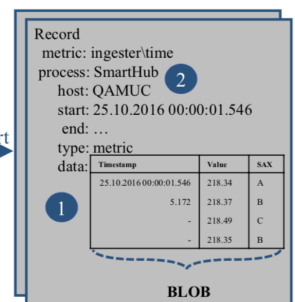 Record
metric: ingester\time
process: SmartHub
2
host: QAMUC
start: 25.10.2016 00:00:01.546
end: ...
type: metric
data:
Timestamp Value SAX
25.10.2016 00:00:01.546 218.34 A
5.172 218.37 B
- 218.49 C
- 218.35 B
1
BLOB